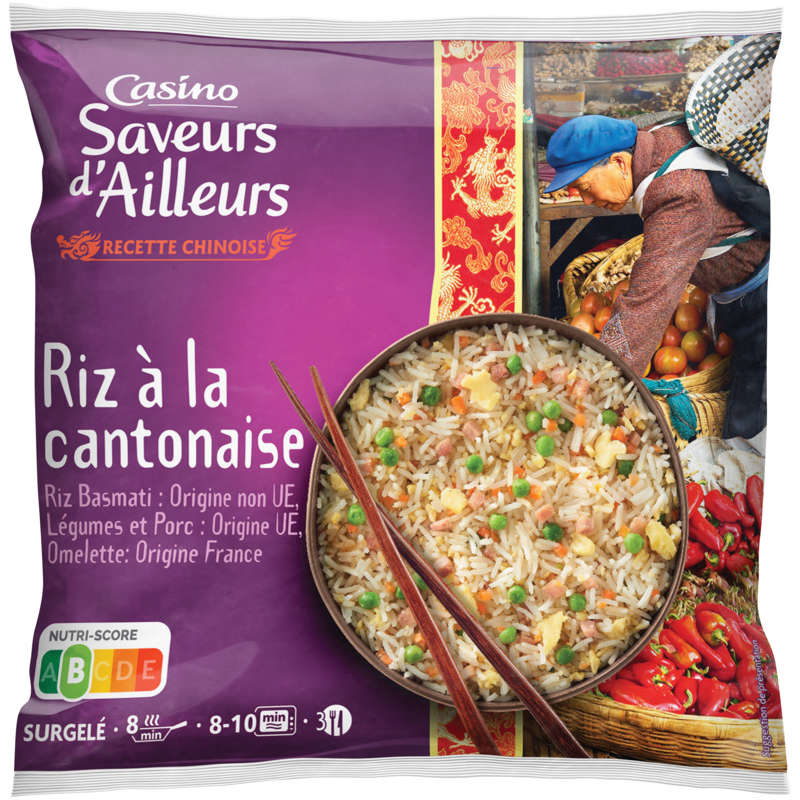 Casino
Saveurs
d'Ailleurs
RECETTE CHINOISE
Riz à la
cantonaise
Riz Basmati : Origine non UE,
Légumes et Porc : Origine UE,
Omelette: Origine France
NUTRI-SCORE
A B C D E
SURGELÉ · 8 min · 8-10 min · 3
Suggestion de présentation